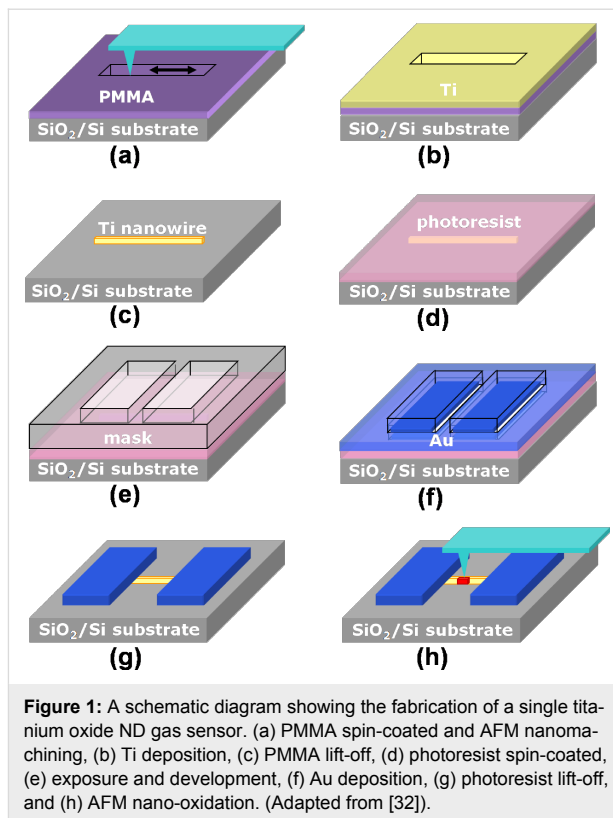 PMMA
SiO2/Si substrate
(a)
Ti
SiO2/Si substrate
(b)
Ti nanowire
SiO2/Si substrate
(c)
photoresist
SiO2/Si substrate
(d)
mask
SiO2/Si substrate
(e)
Au
SiO2/Si substrate
(f)
SiO2/Si substrate
(g)
SiO2/Si substrate
(h)
Figure 1: A schematic diagram showing the fabrication of a single tita-
nium oxide ND gas sensor. (a) PMMA spin-coated and AFM nanoma-
chining, (b) Ti deposition, (c) PMMA lift-off, (d) photoresist spin-coated,
(e) exposure and development, (f) Au deposition, (g) photoresist lift-off,
and (h) AFM nano-oxidation. (Adapted from [32]).